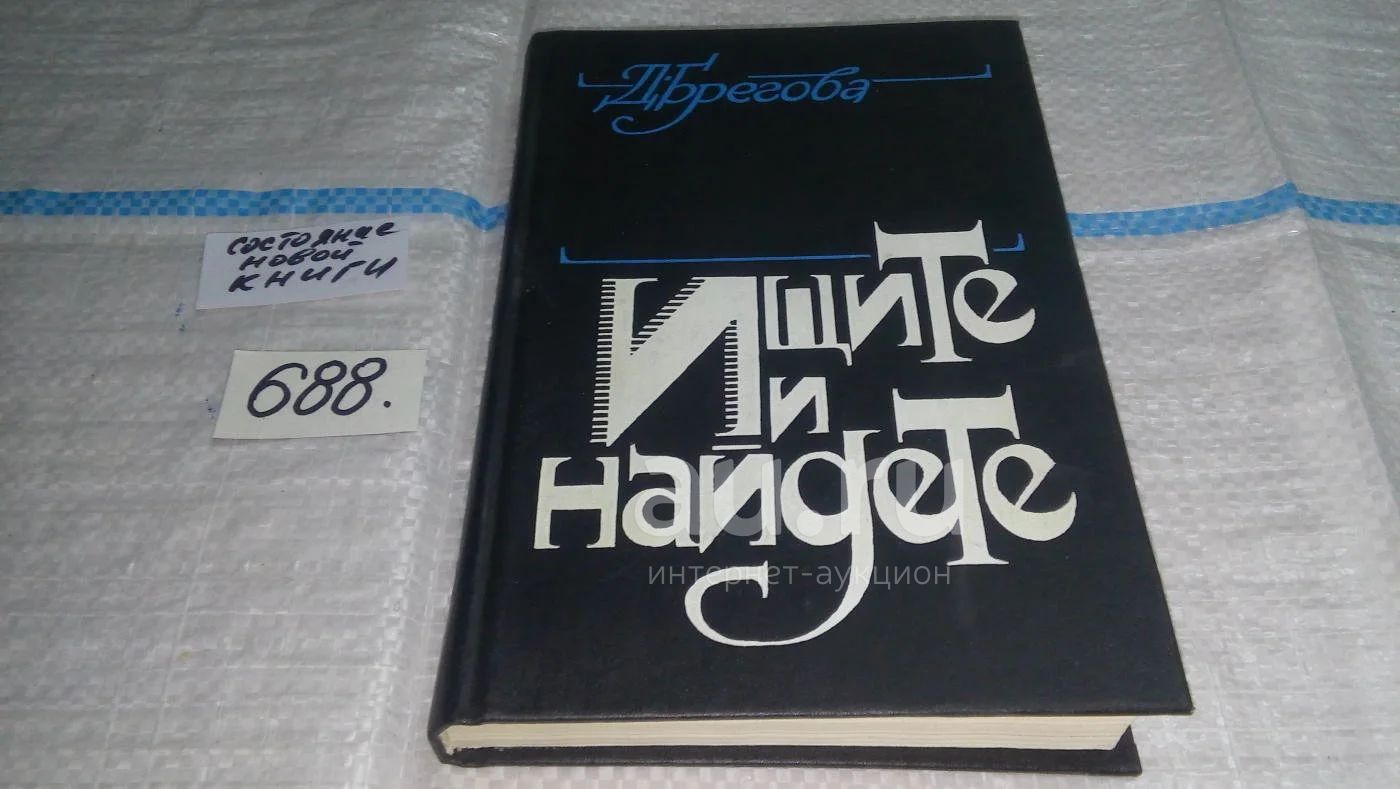 Д. Брегова
Ищите
и
найдете
состояние
новой
книги
688.
au.ru
интернет-аукцион